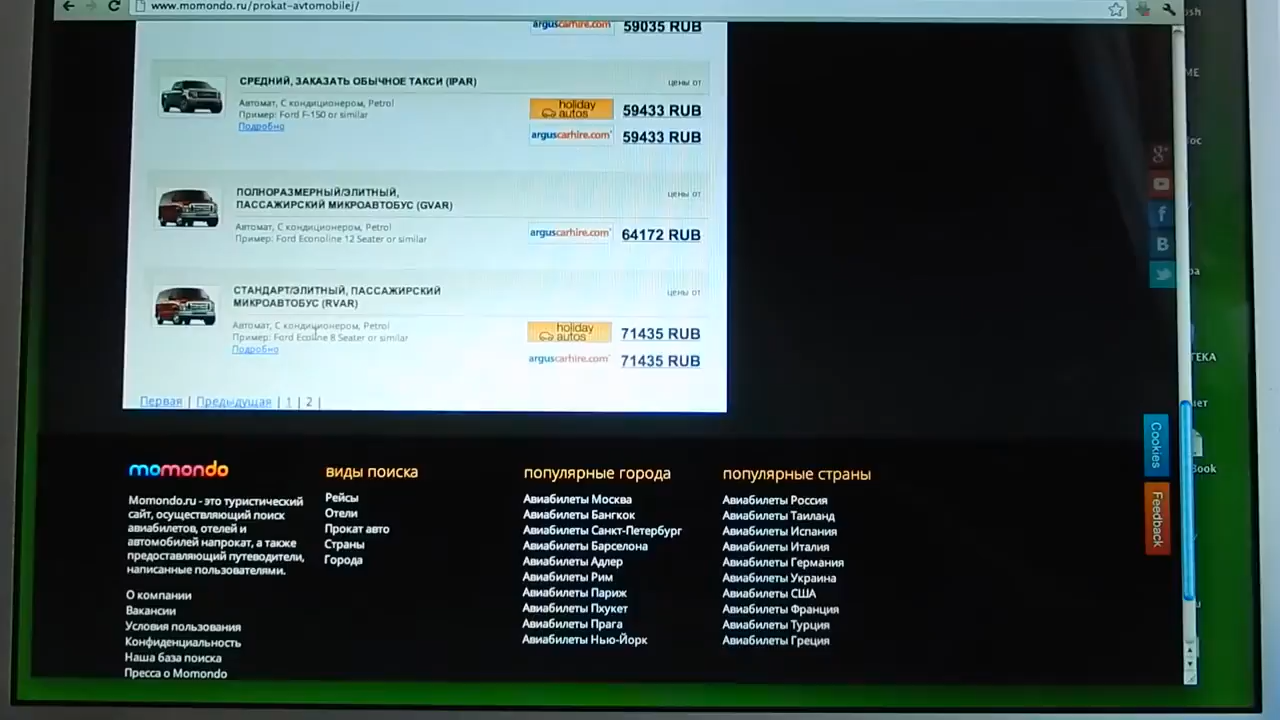 www.momondo.ru/prokat-avtomobilej/
arguscarhire.com 59035 RUB
СРЕДНИЙ, ЗАКАЗАТЬ ОБЫЧНОЕ ТАКСИ (IPAR)
цены от
Автомат, С кондиционером, Petrol
Пример: Ford F-150 or similar
Подробно
holiday autos 59433 RUB
arguscarhire.com 59433 RUB
ПОЛНОРАЗМЕРНЫЙ/ЭЛИТНЫЙ,
ПАССАЖИРСКИЙ МИКРОАВТОБУС (GVAR)
цены от
Автомат, С кондиционером, Petrol
Пример: Ford Econoline 12 Seater or similar
arguscarhire.com 64172 RUB
СТАНДАРТ/ЭЛИТНЫЙ, ПАССАЖИРСКИЙ
МИКРОАВТОБУС (RVAR)
цены от
Автомат, С кондиционером, Petrol
Пример: Ford Ecoline 8 Seater or similar
Подробно
holiday autos 71435 RUB
arguscarhire.com 71435 RUB
Первая | Предыдущая | 1 | 2 |
momondo
Momondo.ru - это туристический
сайт, осуществляющий поиск
авиабилетов, отелей и
автомобилей напрокат, а также
предоставляющий путеводители,
написанные пользователями.
О компании
Вакансии
Условия пользования
Конфиденциальность
Наша база поиска
Пресса о Momondo
виды поиска
Рейсы
Отели
Прокат авто
Страны
Города
популярные города
Авиабилеты Москва
Авиабилеты Бангкок
Авиабилеты Санкт-Петербург
Авиабилеты Барселона
Авиабилеты Адлер
Авиабилеты Рим
Авиабилеты Париж
Авиабилеты Пхукет
Авиабилеты Прага
Авиабилеты Нью-Йорк
популярные страны
Авиабилеты Россия
Авиабилеты Таиланд
Авиабилеты Испания
Авиабилеты Италия
Авиабилеты Германия
Авиабилеты Украина
Авиабилеты США
Авиабилеты Франция
Авиабилеты Турция
Авиабилеты Греция
Cookies
Feedback